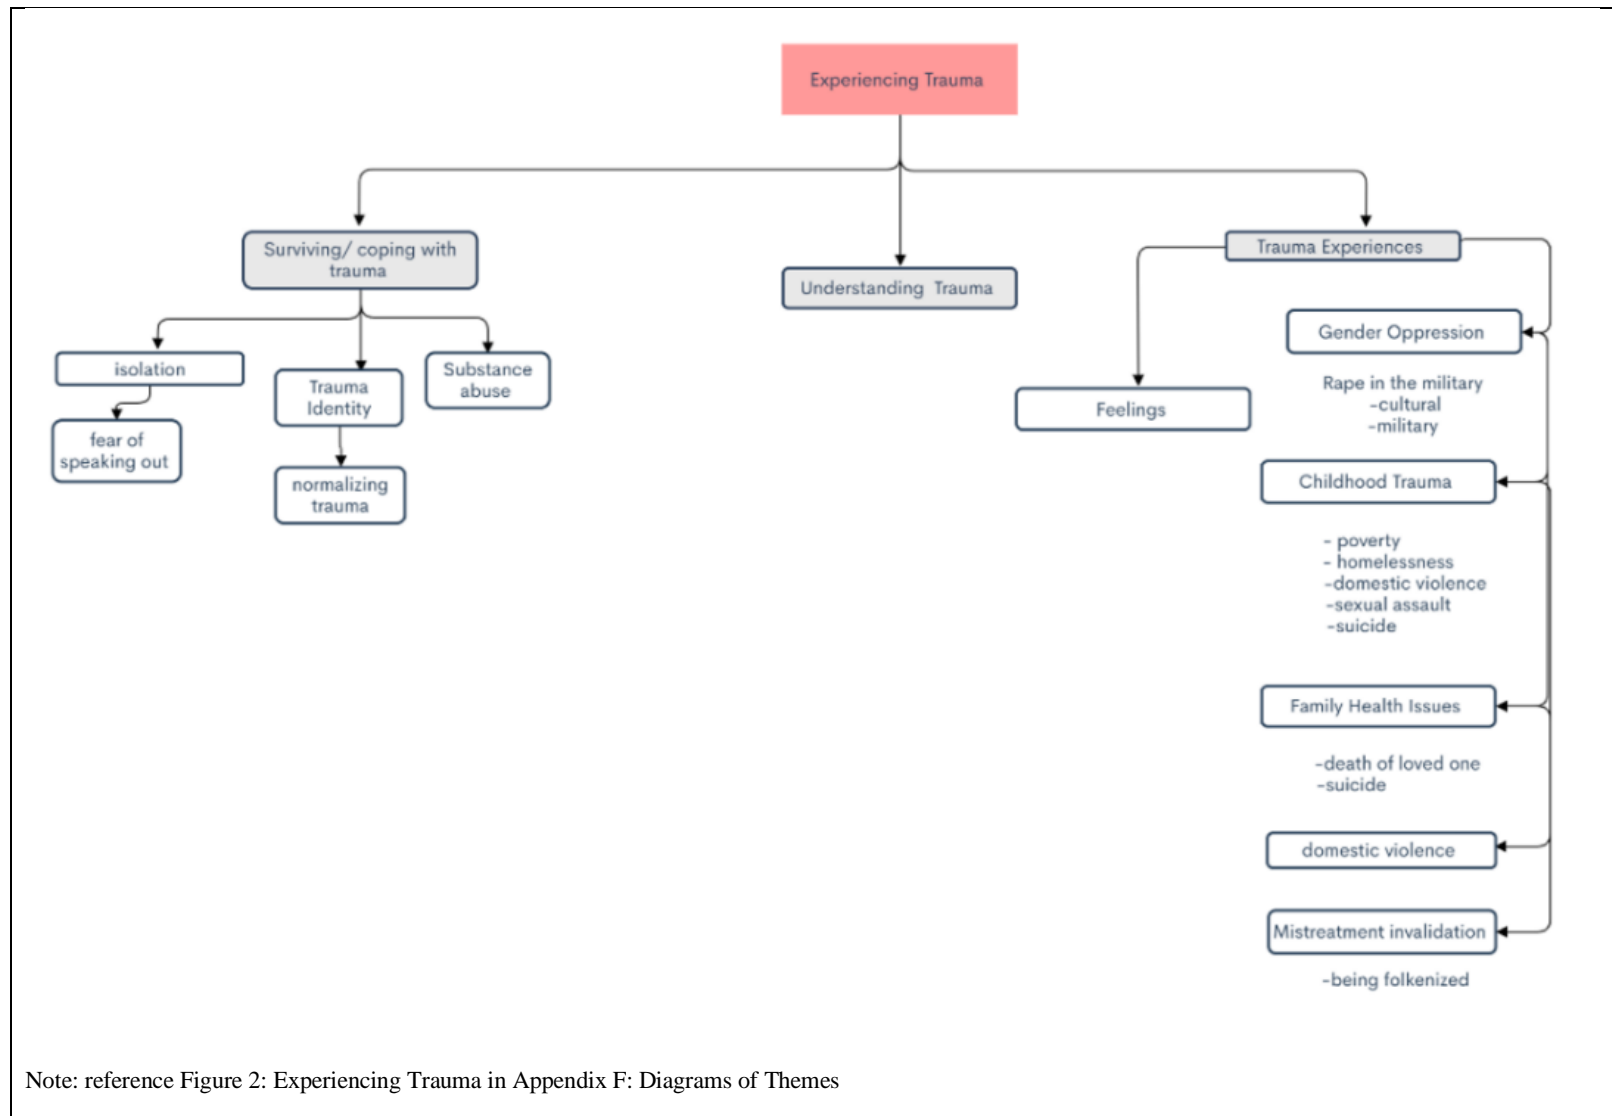 Experiencing Trauma
Surviving/ coping with
trauma
isolation
fear of
speaking out
Trauma
Identity
normalizing
trauma
Substance
abuse
Understanding Trauma
Trauma Experiences
Feelings
Gender Oppression
Rape in the military
-cultural
-military
Childhood Trauma
- poverty
- homelessness
-domestic violence
-sexual assault
-suicide
Family Health Issues
-death of loved one
-suicide
domestic violence
Mistreatment invalidation
-being folkenized
Note: reference Figure 2: Experiencing Trauma in Appendix F: Diagrams of Themes